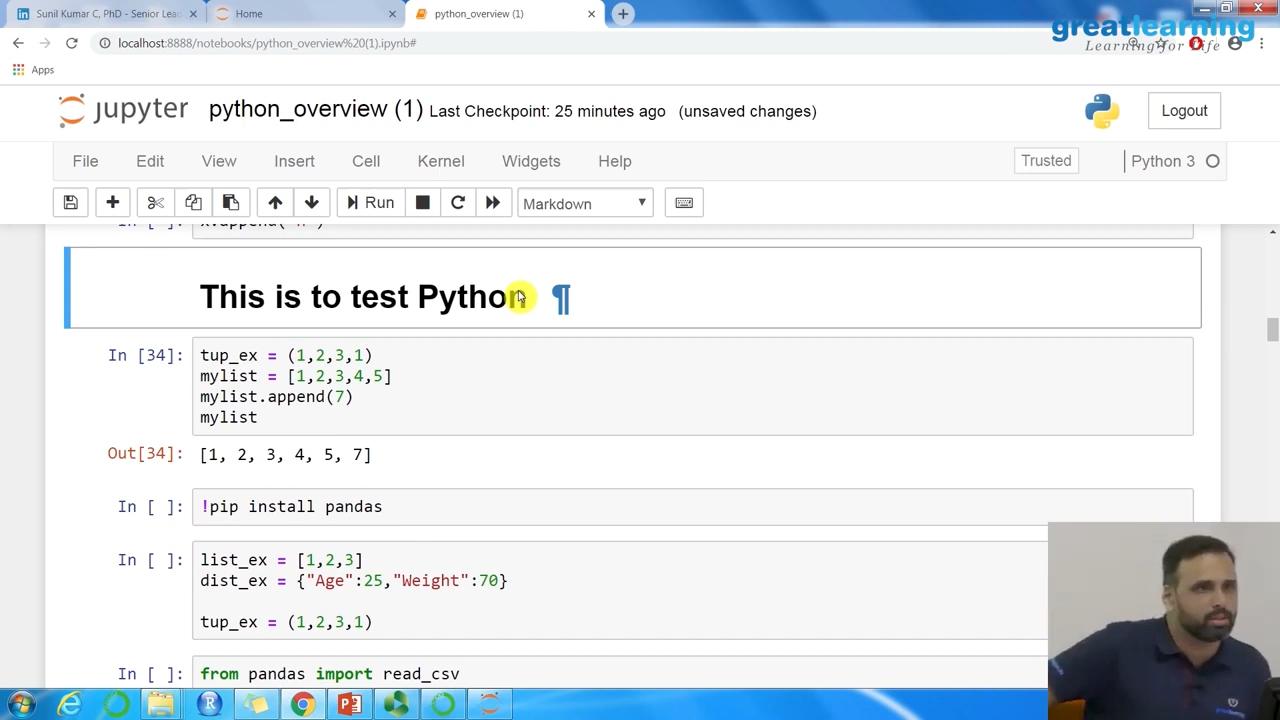 Sunil Kumar C, PhD - Senior Lead
Home
python_overview (1)
localhost:8888/notebooks/python_overview%20(1).ipynb#
greatlearning
Learning for Life
Apps
jupyter
python_overview (1)
Last Checkpoint: 25 minutes ago
(unsaved changes)
Logout
File
Edit
View
Insert
Cell
Kernel
Widgets
Help
Trusted
Python 3
Run
Markdown
This is to test Python ¶
In [34]:
tup_ex = (1,2,3,1)
mylist = [1,2,3,4,5]
mylist.append(7)
mylist
Out[34]:
[1, 2, 3, 4, 5, 7]
In [ ]:
!pip install pandas
In [ ]:
list_ex = [1,2,3]
dist_ex = {"Age":25,"Weight":70}
tup_ex = (1,2,3,1)
In [ ]:
from pandas import read_csv